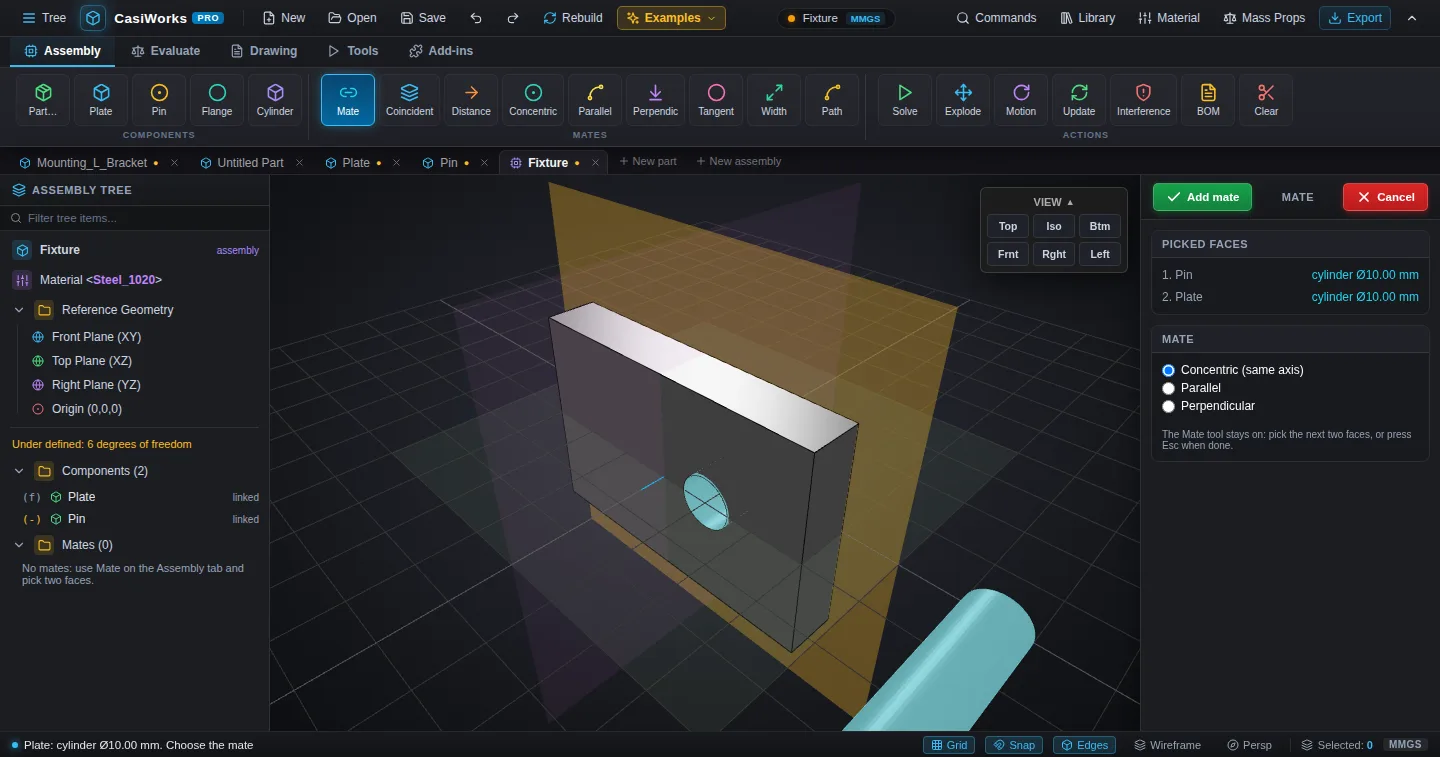 Tree CasiWorks PRO New Open Save Rebuild Examples Fixture MMGS Commands Library Material Mass Props Export
Assembly Evaluate Drawing Tools Add-ins
Part… Plate Pin Flange Cylinder Mate Coincident Distance Concentric Parallel Perpendic Tangent Width Path Solve Explode Motion Update Interference BOM Clear
COMPONENTS MATES ACTIONS
Mounting_L_Bracket Untitled Part Plate Pin Fixture New part New assembly
ASSEMBLY TREE
Filter tree items...
Fixture assembly
Material <Steel_1020>
Reference Geometry
Front Plane (XY)
Top Plane (XZ)
Right Plane (YZ)
Origin (0,0,0)
Under defined: 6 degrees of freedom
Components (2)
(f) Plate linked
(-) Pin linked
Mates (0)
No mates: use Mate on the Assembly tab and
pick two faces.
VIEW ▲
Top Iso Btm
Frnt Rght Left
Add mate MATE Cancel
PICKED FACES
1. Pin cylinder Ø10.00 mm
2. Plate cylinder Ø10.00 mm
MATE
Concentric (same axis)
Parallel
Perpendicular
The Mate tool stays on: pick the next two faces, or press
Esc when done.
Plate: cylinder Ø10.00 mm. Choose the mate Grid Snap Edges Wireframe Persp Selected: 0 MMGS